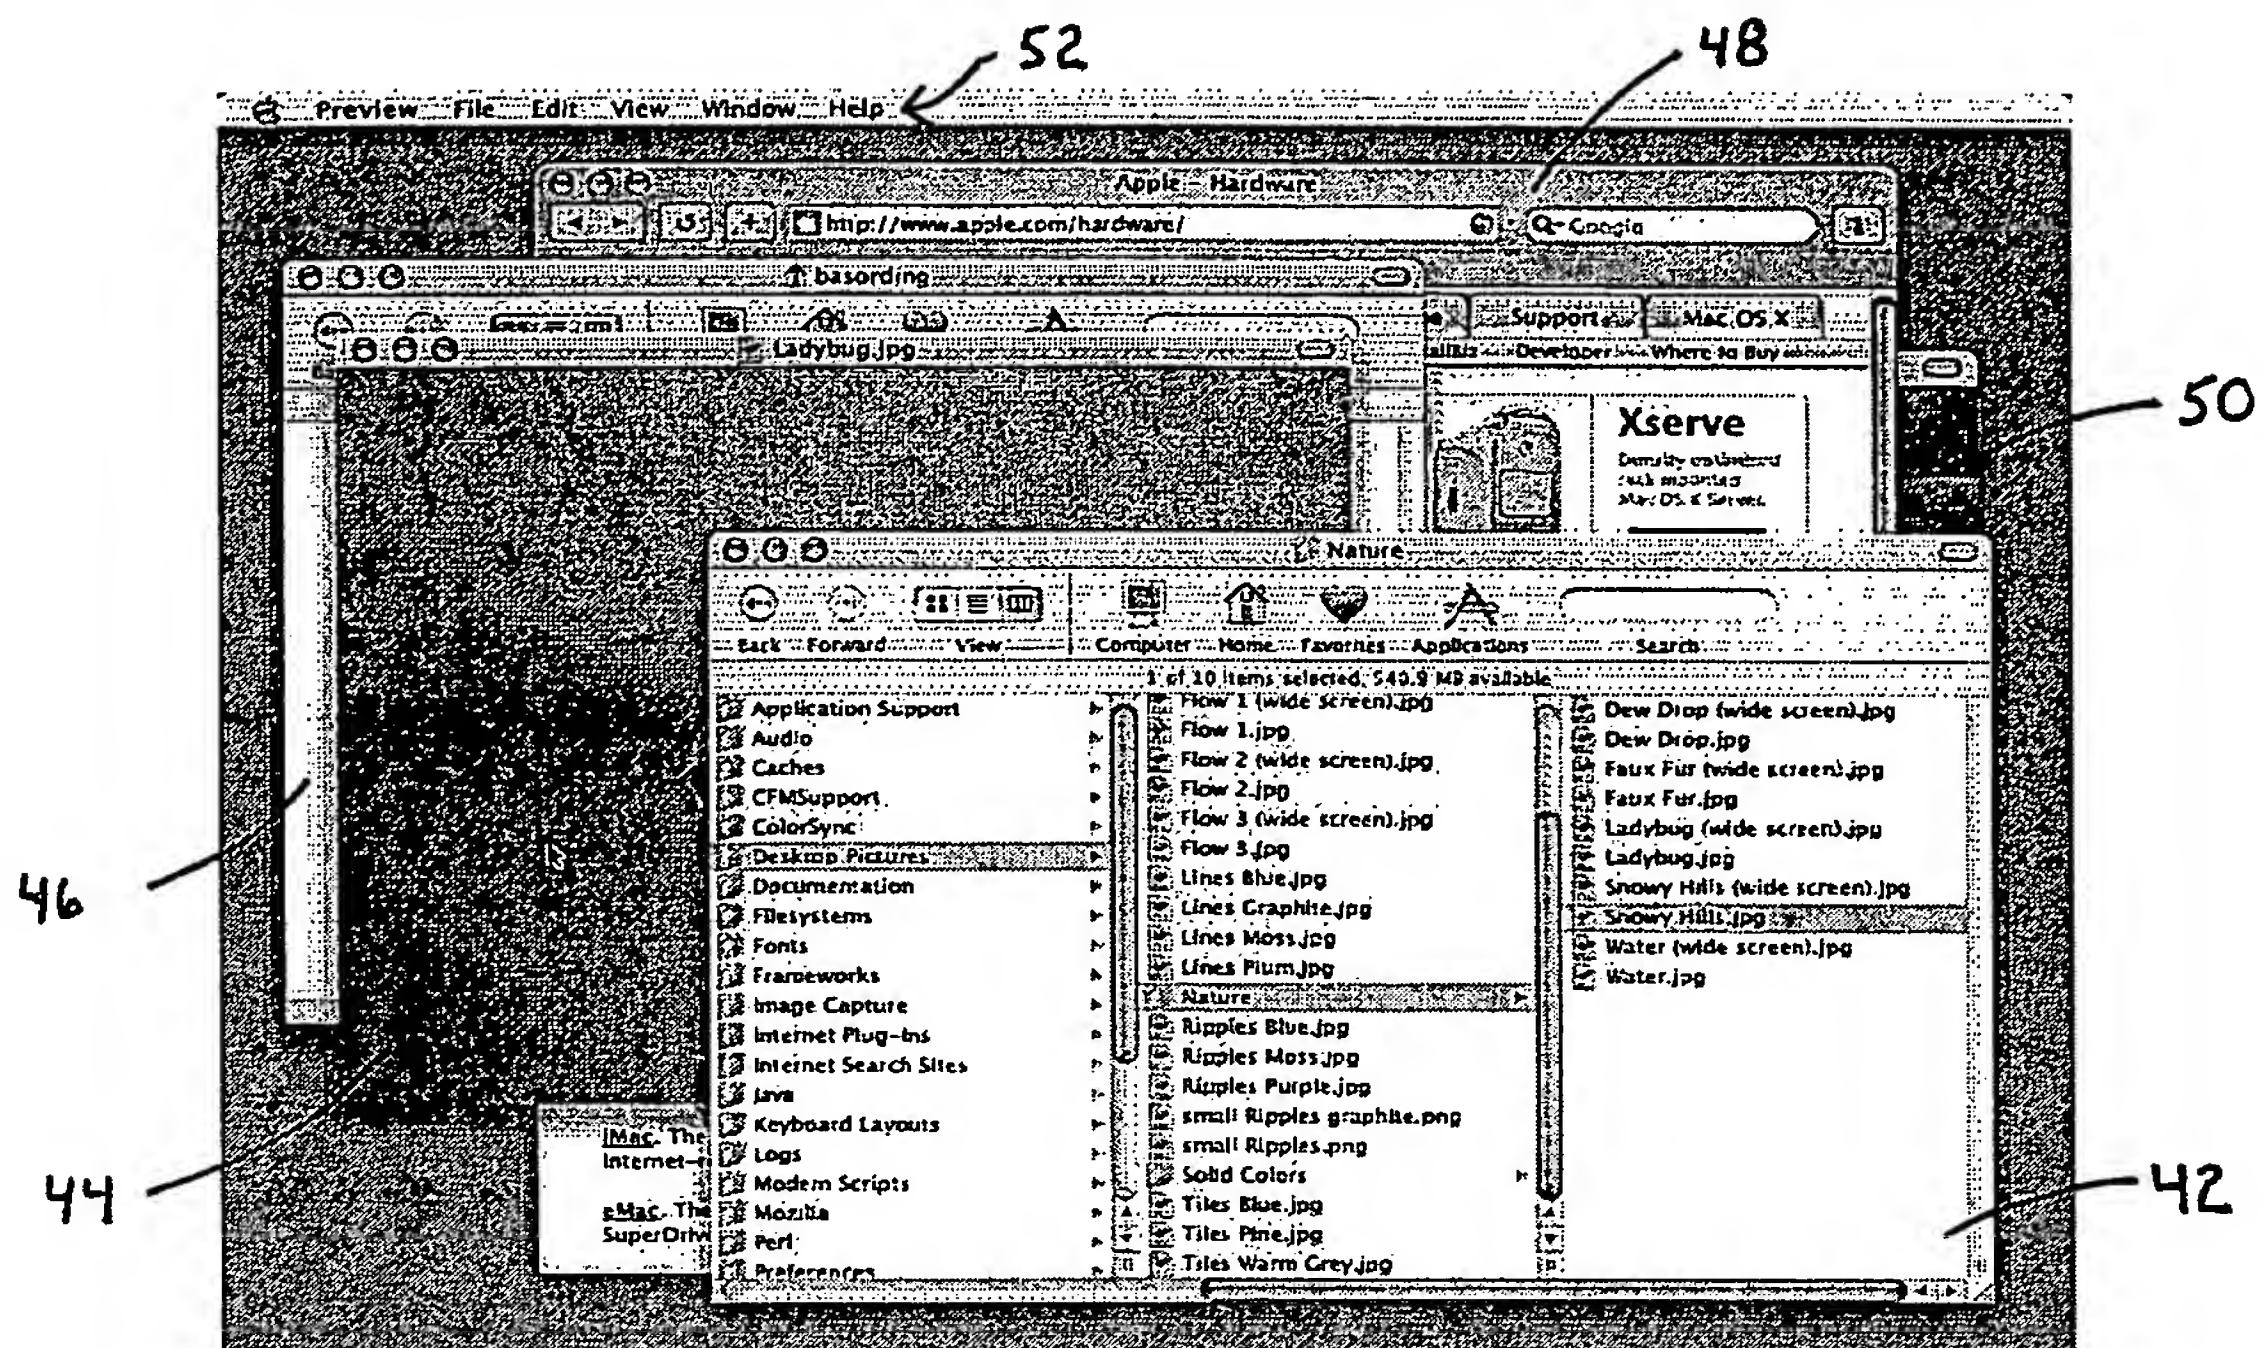 52
48
Preview File Edit View Window Help
Apple – Hardware
http://www.apple.com/hardware/
Google
basording
Support
Mac OS X
Ladybug.jpg
Developer
Where to Buy
50
Xserve
Density optimized
rack mounted
Mac OS X Server.
Nature
Back Forward View Computer Home Favorites Applications Search
1 of 10 items selected, 540.9 MB available
Application Support
Audio
Caches
CFMSupport
ColorSync
Desktop Pictures
Documentation
Filesystems
Fonts
Frameworks
Image Capture
Internet Plug-Ins
Internet Search Sites
Java
Keyboard Layouts
Logs
Modem Scripts
Mozilla
Perl
Preferences
Flow 1 (wide screen).jpg
Flow 1.jpg
Flow 2 (wide screen).jpg
Flow 2.jpg
Flow 3 (wide screen).jpg
Flow 3.jpg
Lines Blue.jpg
Lines Graphite.jpg
Lines Moss.jpg
Lines Plum.jpg
Nature
Ripples Blue.jpg
Ripples Moss.jpg
Ripples Purple.jpg
small Ripples graphite.png
small Ripples.png
Solid Colors
Tiles Blue.jpg
Tiles Pine.jpg
Tiles Warm Grey.jpg
Dew Drop (wide screen).jpg
Dew Drop.jpg
Faux Fur (wide screen).jpg
Faux Fur.jpg
Ladybug (wide screen).jpg
Ladybug.jpg
Snowy Hills (wide screen).jpg
Snowy Hills.jpg
Water (wide screen).jpg
Water.jpg
46
iMac. The
Internet-
eMac. The
SuperDriv
44
42